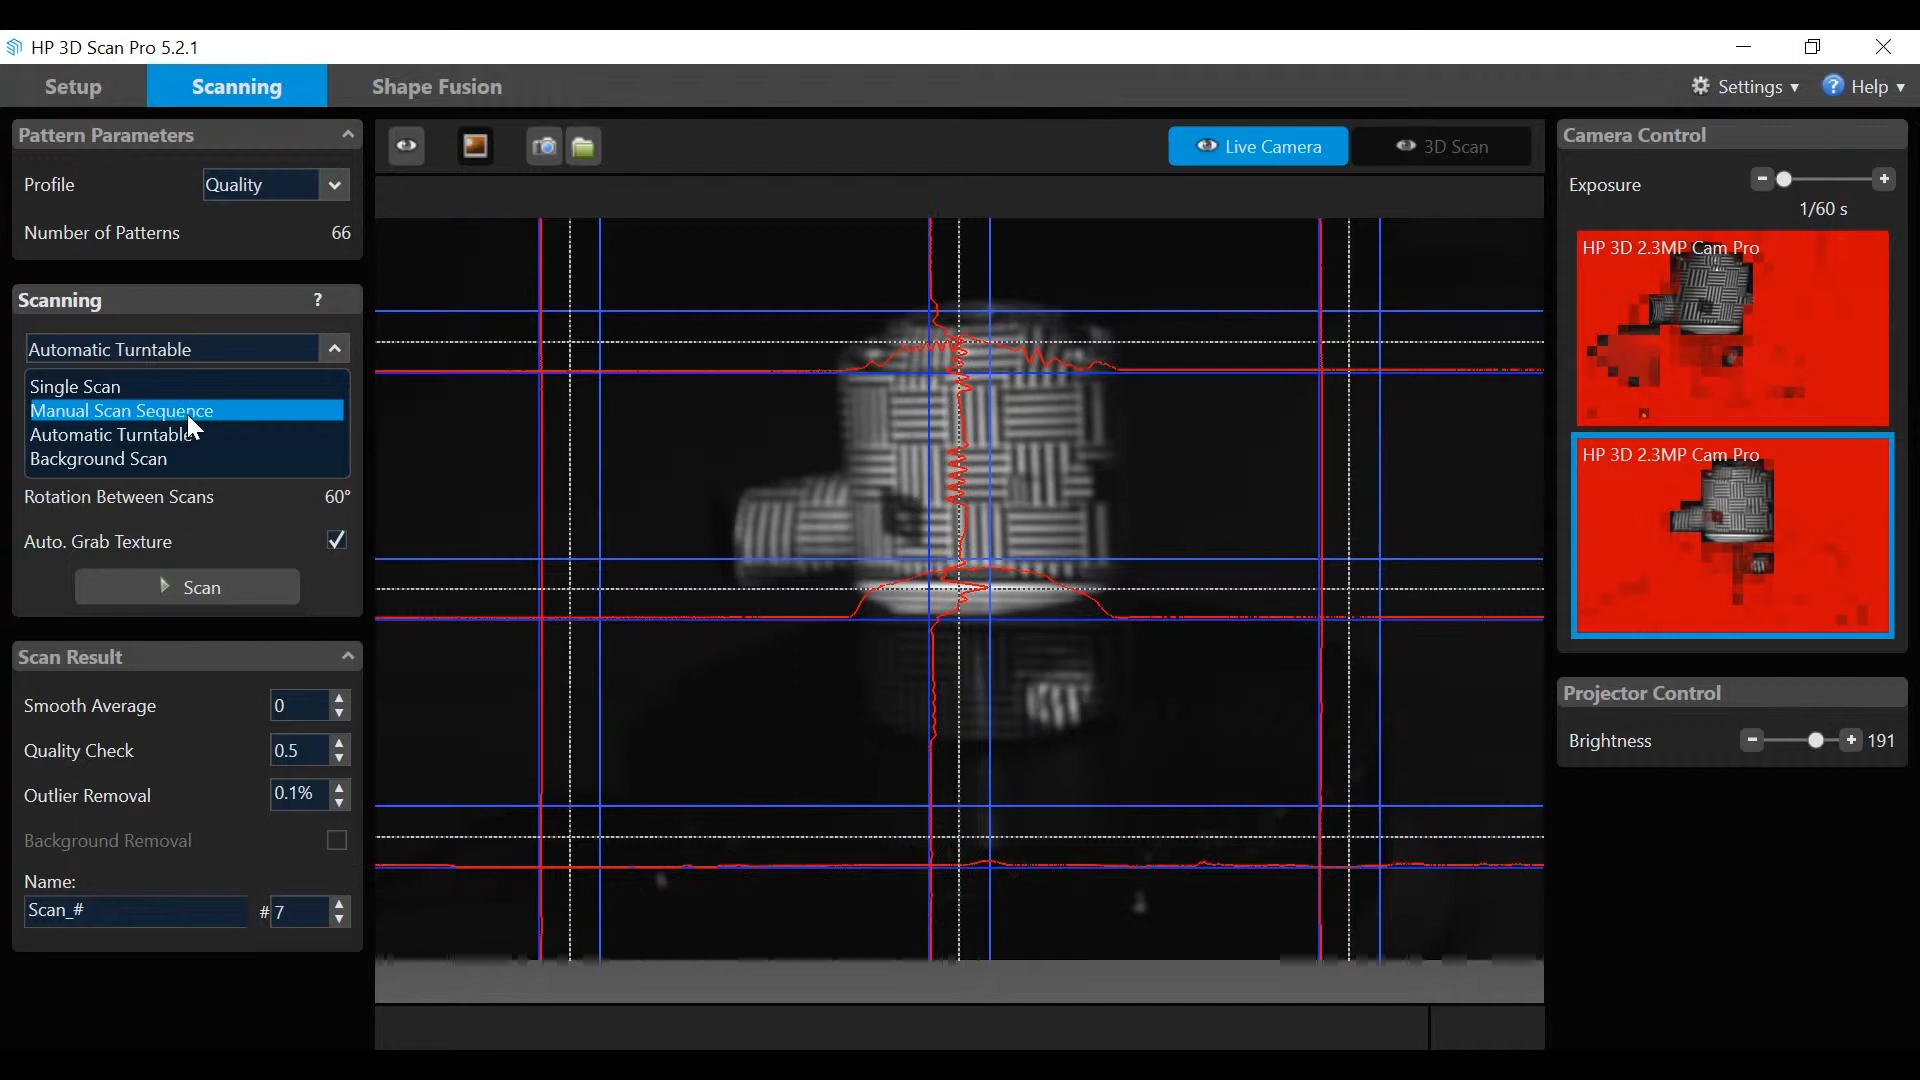 HP 3D Scan Pro 5.2.1
Setup
Scanning
Shape Fusion
Settings
Help
Pattern Parameters
Profile
Quality
Number of Patterns
66
Scanning
?
Automatic Turntable
Single Scan
Manual Scan Sequence
Automatic Turntable
Background Scan
Rotation Between Scans
60°
Auto. Grab Texture
Scan
Scan Result
Smooth Average
0
Quality Check
0.5
Outlier Removal
0.1%
Background Removal
Name:
Scan_#
#
7
Live Camera
3D Scan
Camera Control
Exposure
1/60 s
HP 3D 2.3MP Cam Pro
HP 3D 2.3MP Cam Pro
Projector Control
Brightness
191